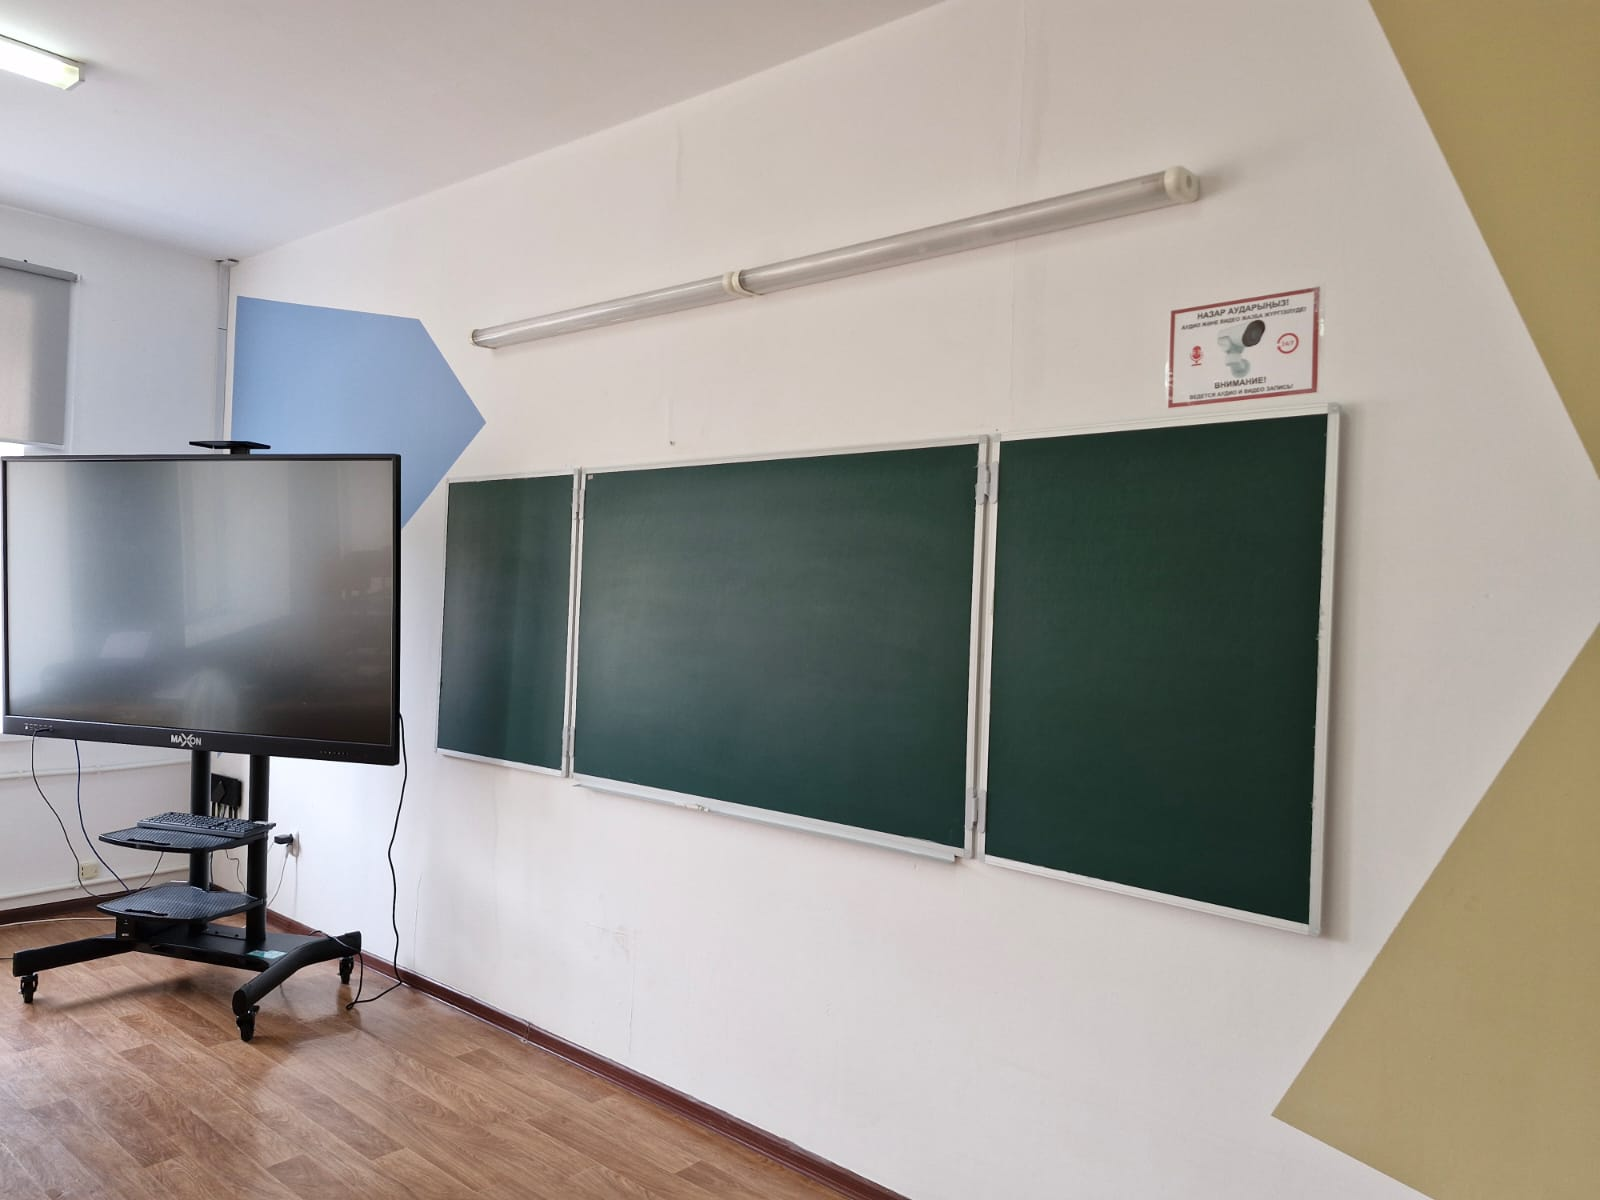 НАЗАР АУДАРЫҢЫЗ!
АУДИО ЖӘНЕ ВИДЕО ЖАЗБА ЖҮРГІЗІЛУДЕ!
24/7
ВНИМАНИЕ!
ВЕДЕТСЯ АУДИО И ВИДЕО ЗАПИСЬ!
MAXON